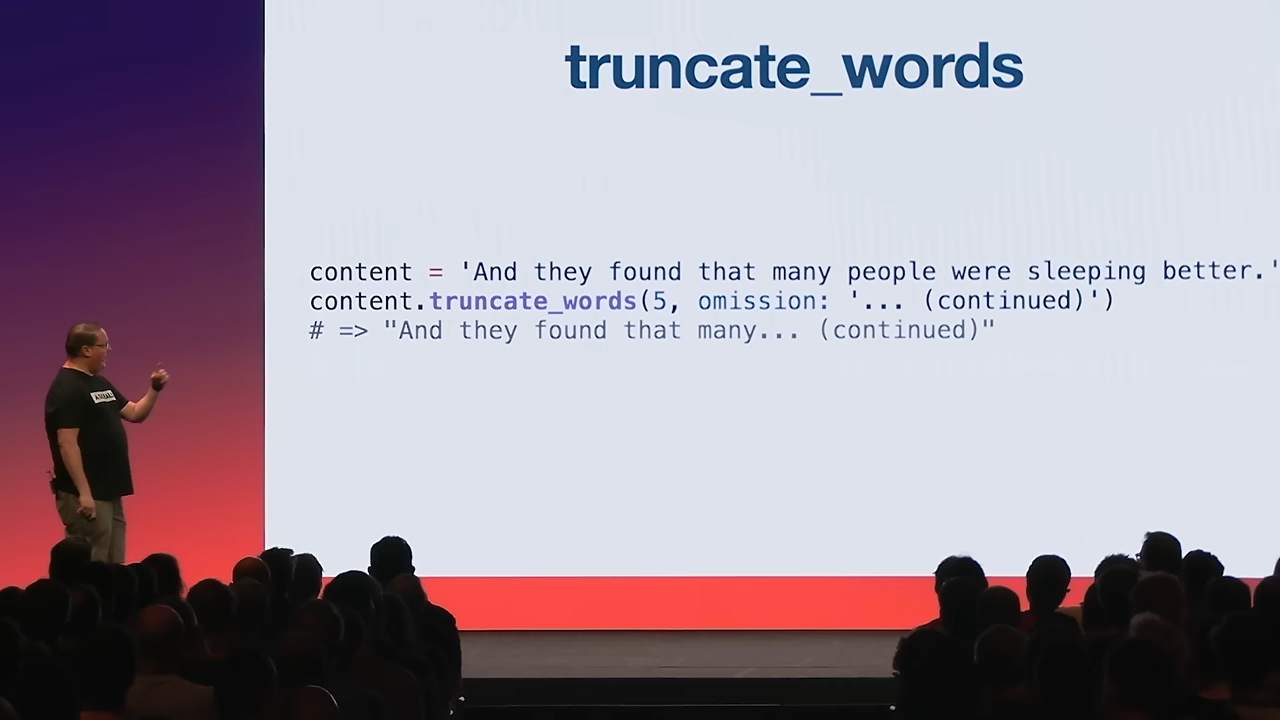 truncate_words
content = 'And they found that many people were sleeping better.'
content.truncate_words(5, omission: '... (continued)')
# => "And they found that many... (continued)"